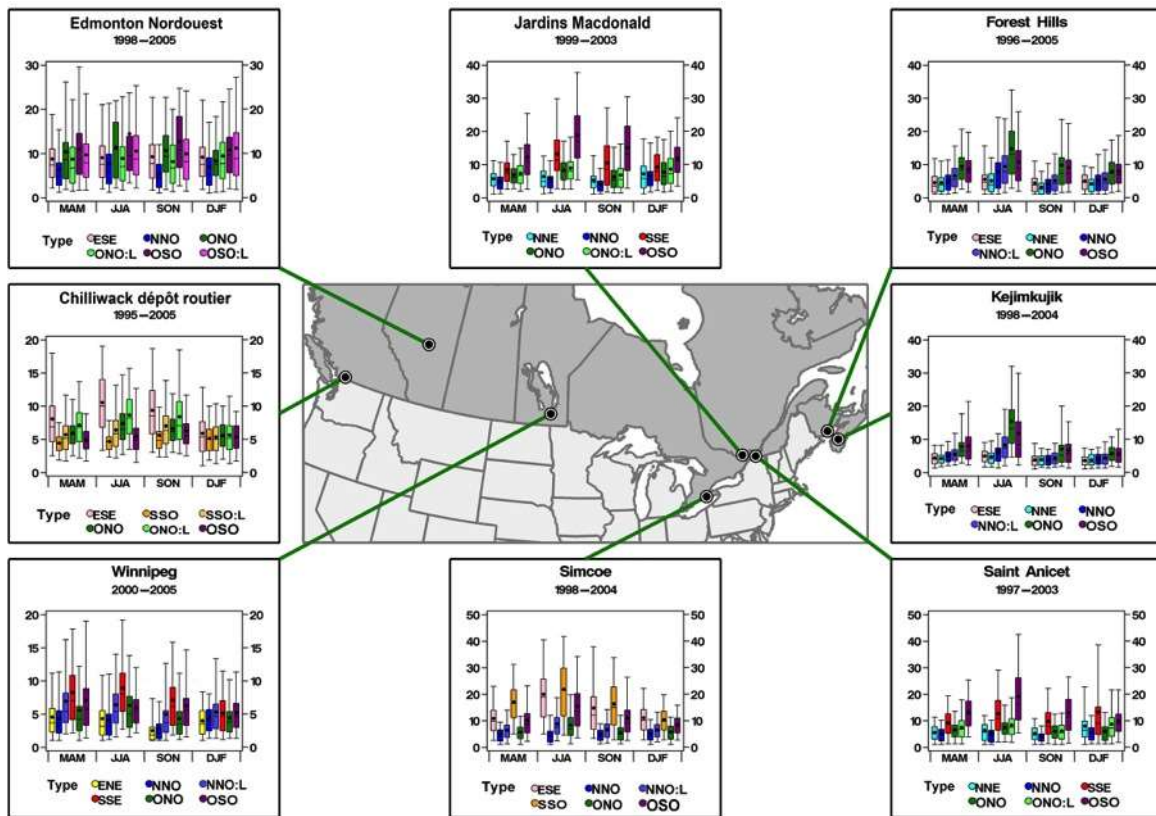 Edmonton Nordouest
1998—2005
30 30
20 20
10 10
0 0
MAM JJA SON DJF
Type ESE NNO ONO
ONO:L OSO OSO:L
Jardins Macdonald
1999—2003
40 40
30 30
20 20
10 10
0 0
MAM JJA SON DJF
Type NNE NNO SSE
ONO ONO:L OSO
Forest Hills
1996—2005
40 40
30 30
20 20
10 10
0 0
MAM JJA SON DJF
Type ESE NNE NNO
NNO:L ONO OSO
Chilliwack dépôt routier
1995—2005
20 20
15 15
10 10
5 5
0 0
MAM JJA SON DJF
Type ESE SSO SSO:L
ONO ONO:L OSO
Kejimkujik
1998—2004
40 40
30 30
20 20
10 10
0 0
MAM JJA SON DJF
Type ESE NNE NNO
NNO:L ONO OSO
Winnipeg
2000—2005
20 20
15 15
10 10
5 5
0 0
MAM JJA SON DJF
Type ENE NNO NNO:L
SSE ONO OSO
Simcoe
1998—2004
50 50
40 40
30 30
20 20
10 10
0 0
MAM JJA SON DJF
Type ESE NNO NNO:L
SSO ONO OSO
Saint Anicet
1997—2003
50 50
40 40
30 30
20 20
10 10
0 0
MAM JJA SON DJF
Type NNE NNO SSE
ONO ONO:L OSO